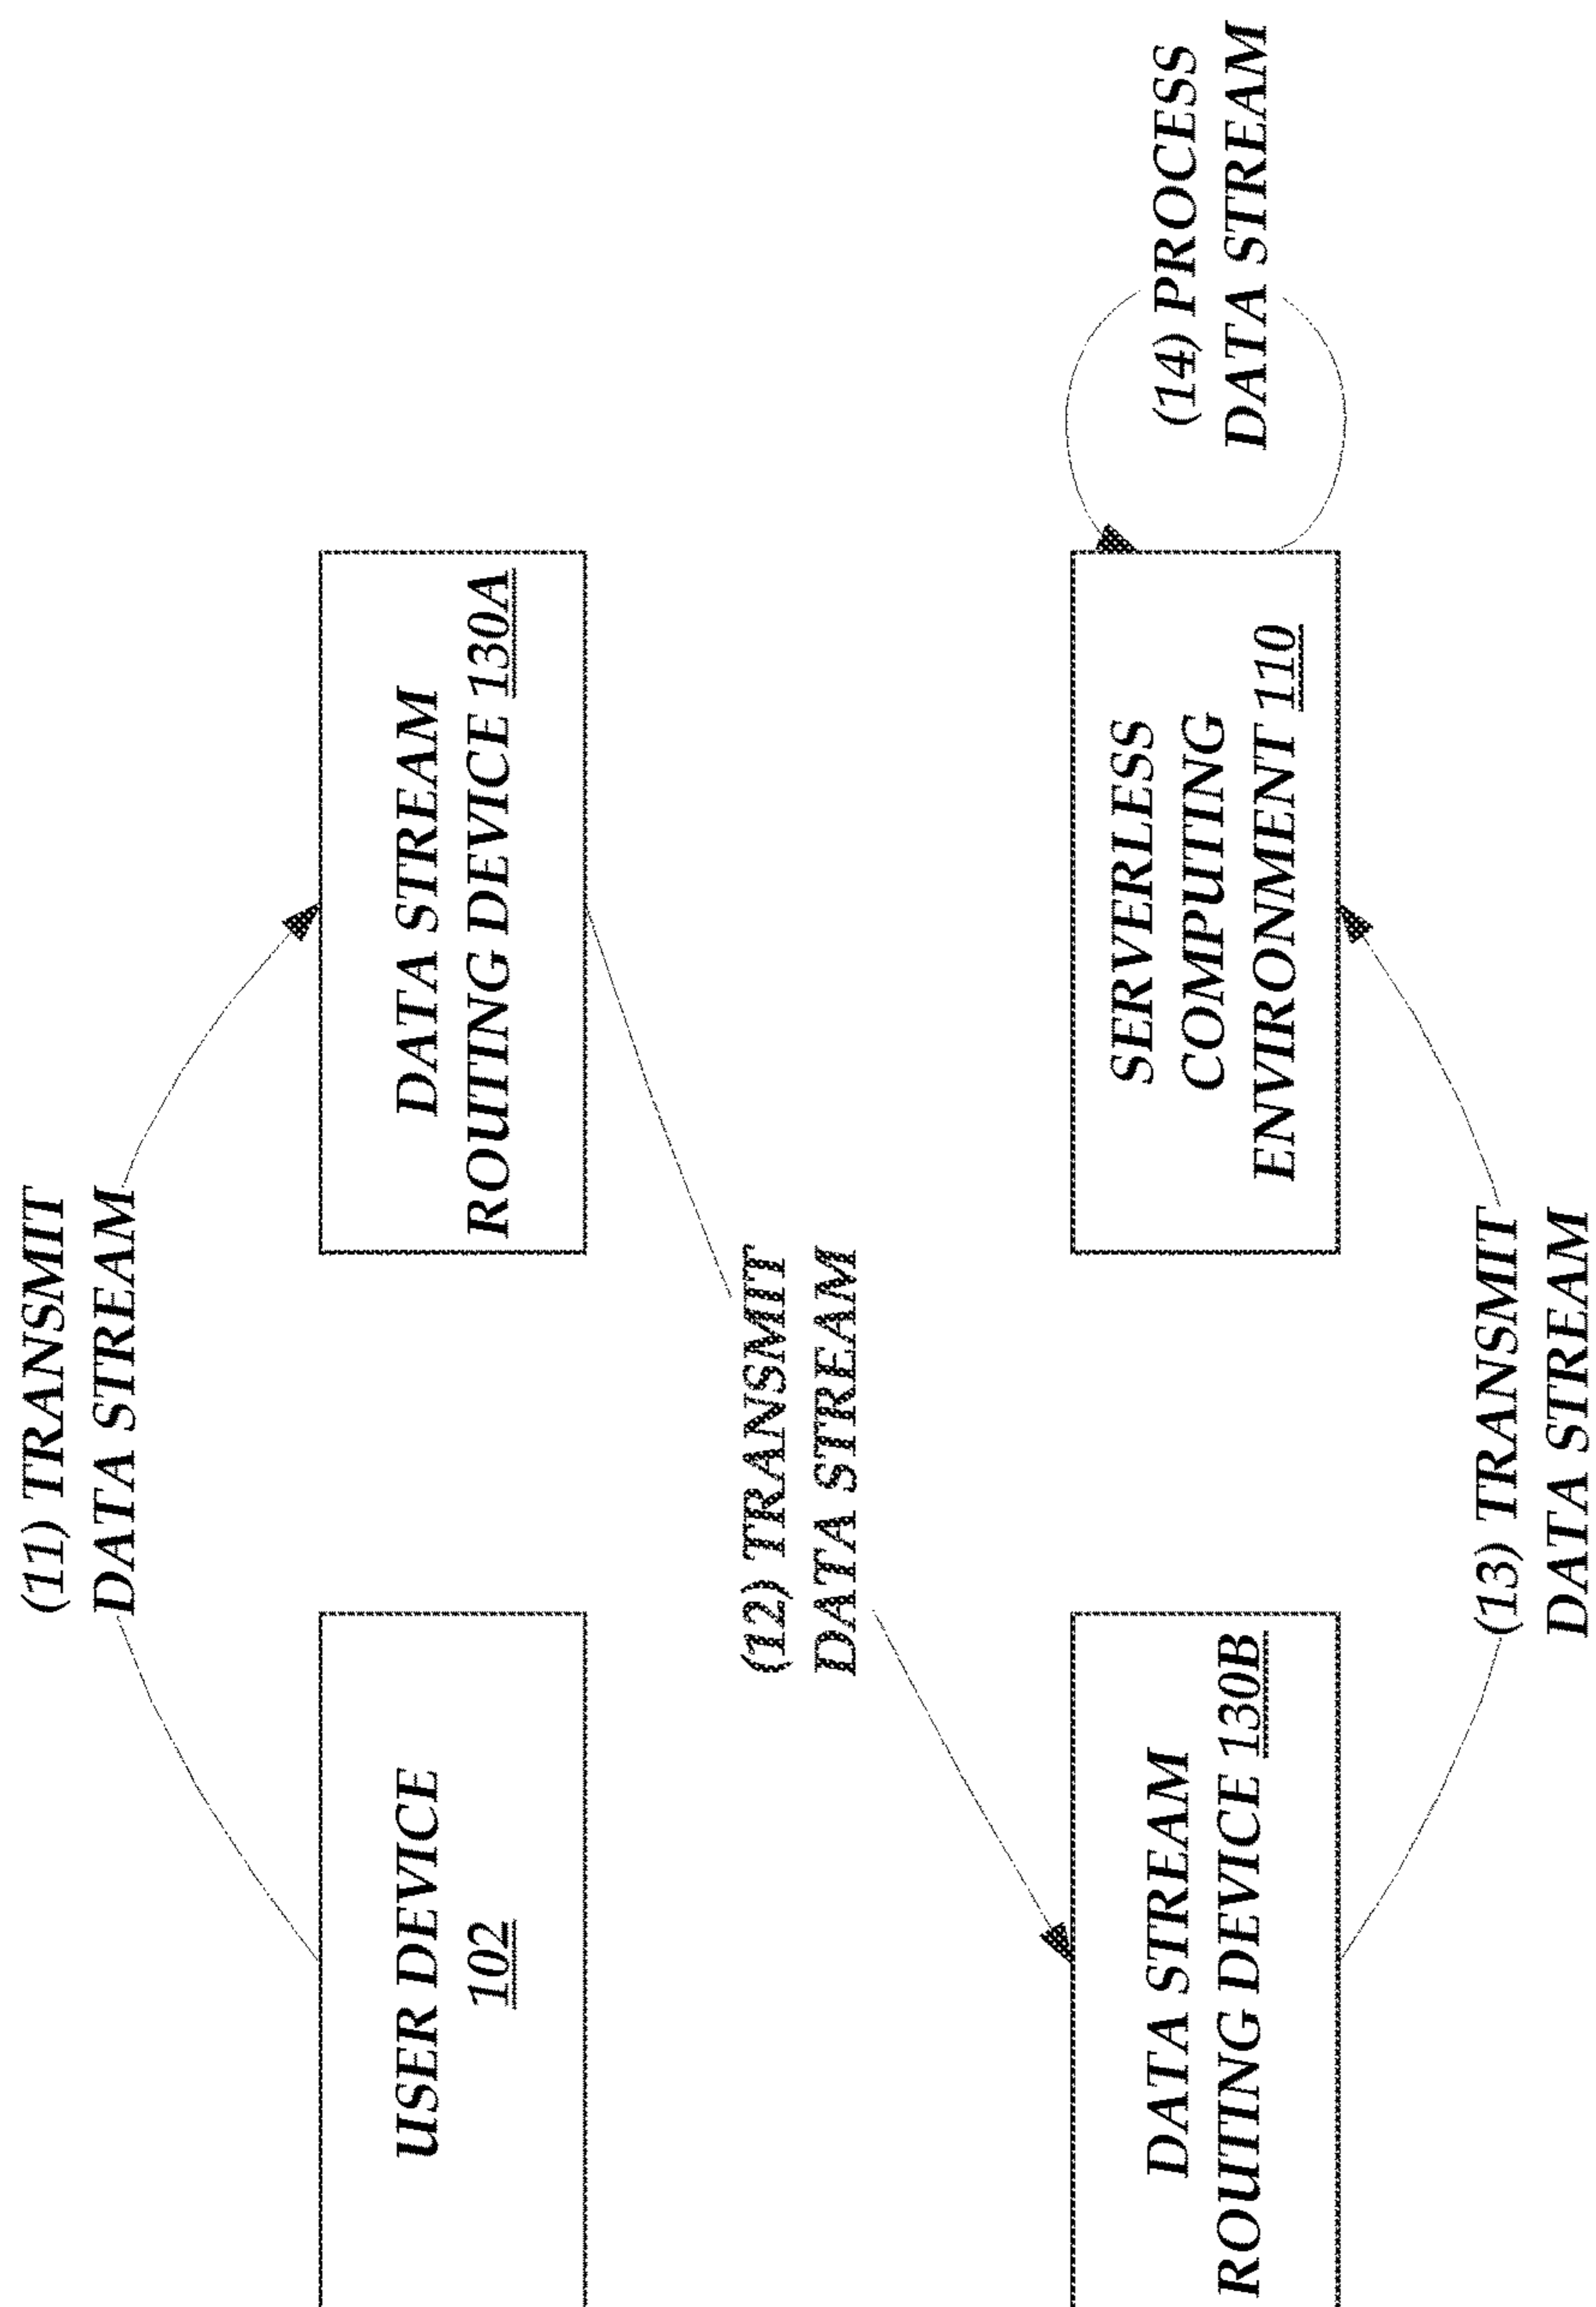 (11) TRANSMIT
DATA STREAM
USER DEVICE
102
DATA STREAM
ROUTING DEVICE 130A
(12) TRANSMIT
DATA STREAM
DATA STREAM
ROUTING DEVICE 130B
SERVERLESS
COMPUTING
ENVIRONMENT 110
(14) PROCESS
DATA STREAM
(13) TRANSMIT
DATA STREAM